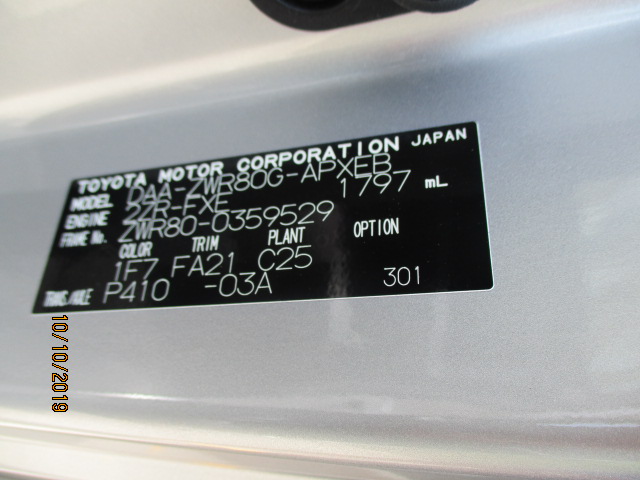 TOYOTA MOTOR CORPORATION JAPAN
MODEL DAA-ZWR80G-APXEB
ENGINE 2ZR-FXE 1797 mL
FRAME No. ZWR80-0359529
COLOR TRIM PLANT OPTION
1F7 FA21 C25
TRANS/AXLE P410 -03A 301
10/10/2019